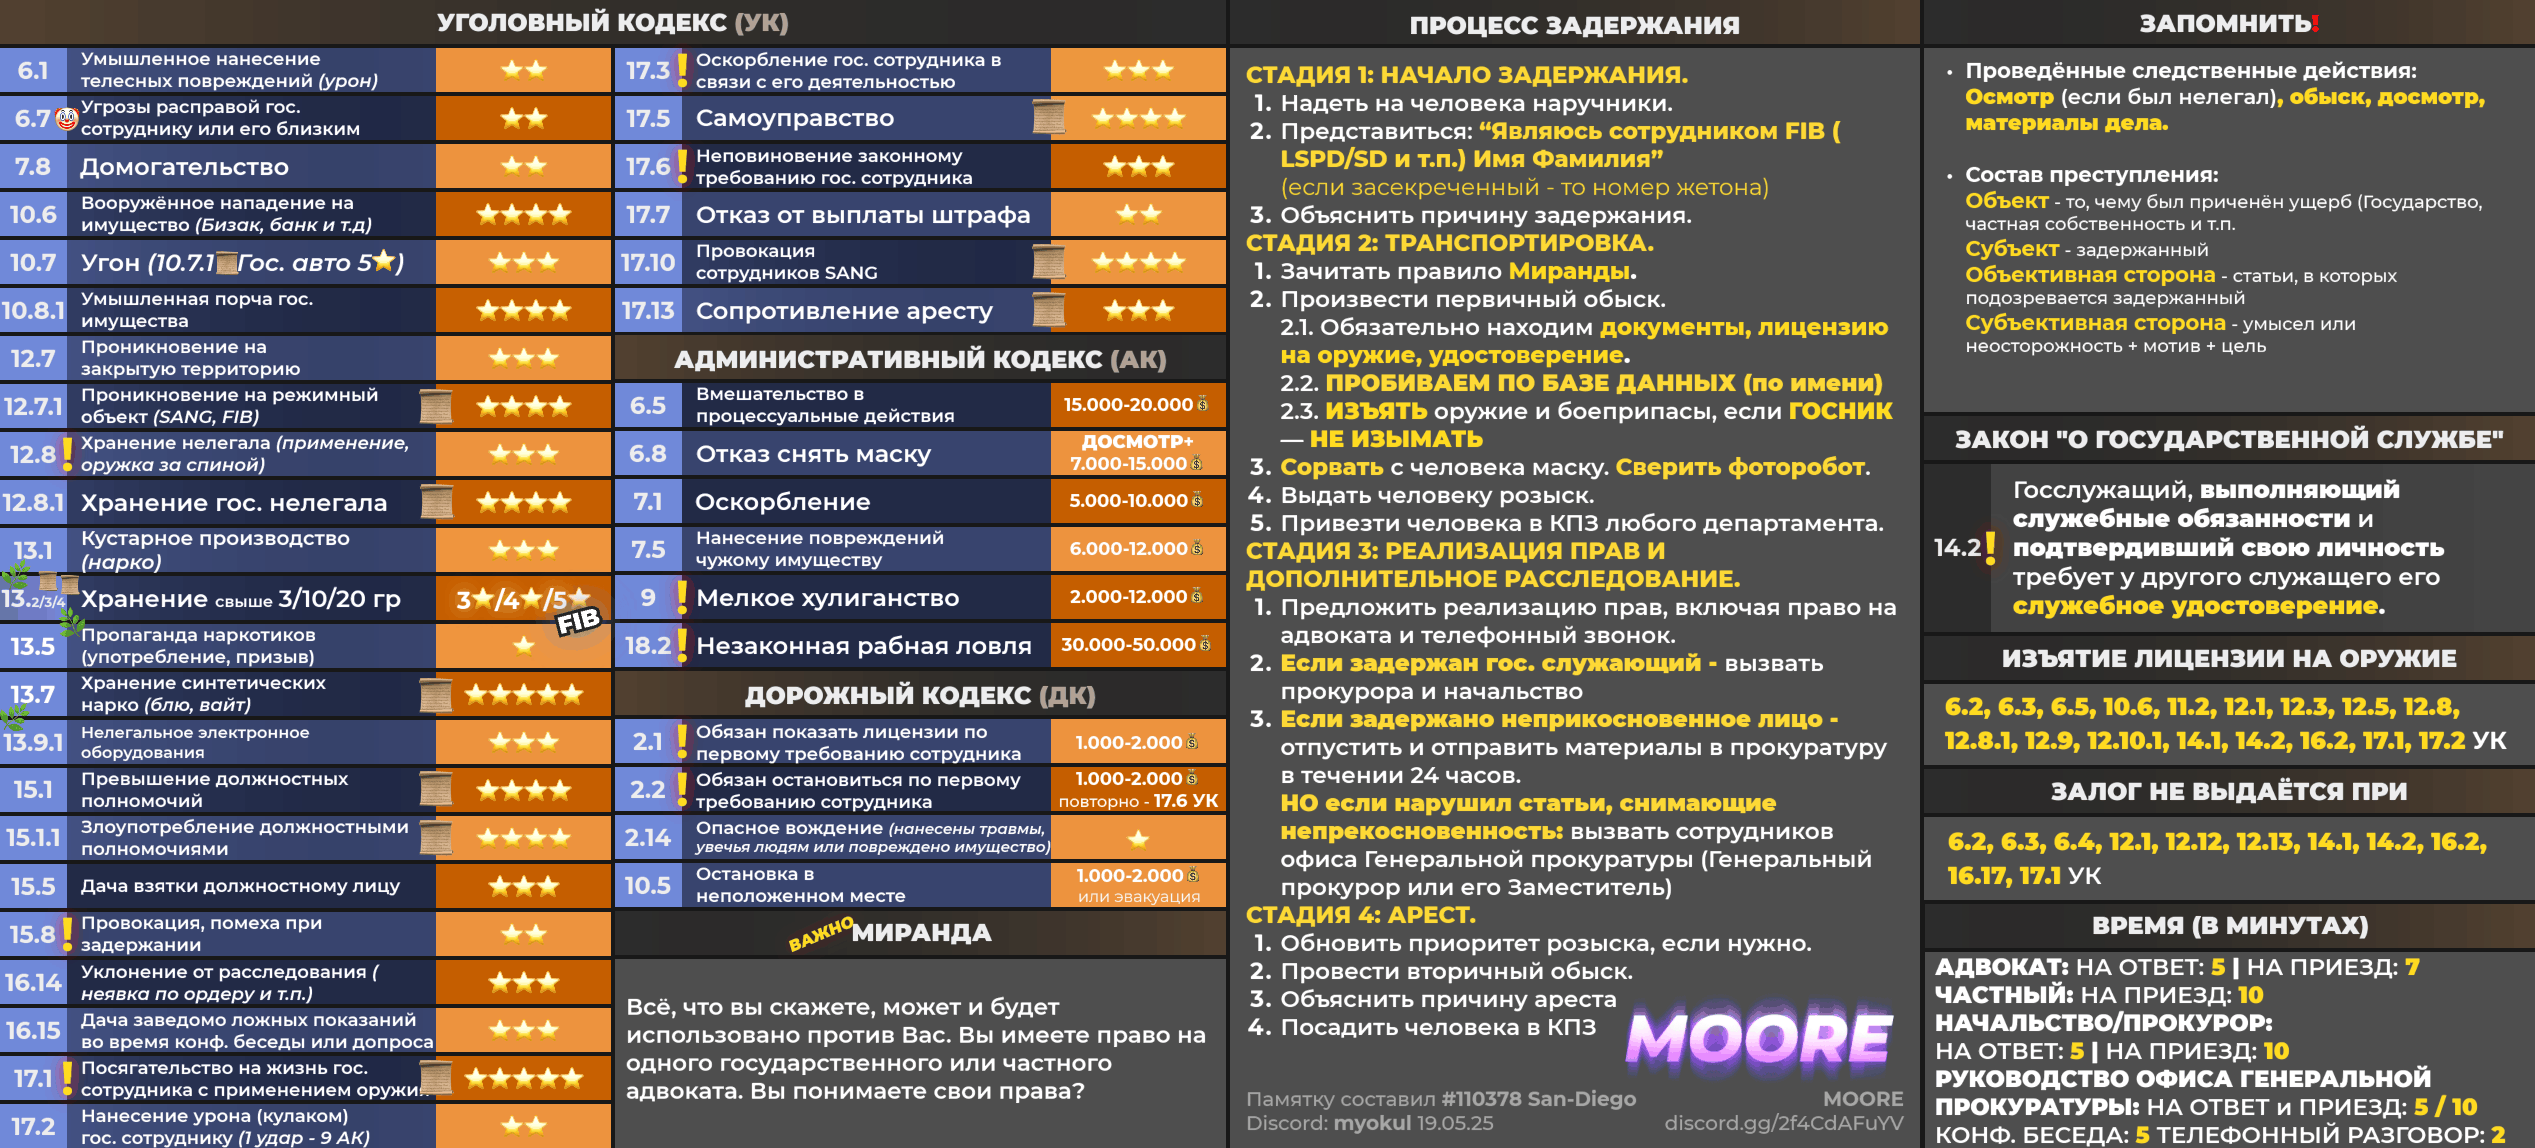 УГОЛОВНЫЙ КОДЕКС (УК)
6.1
Умышленное нанесение
телесных повреждений (урон)
6.7
Угрозы расправой гос.
сотруднику или его близким
7.8
Домогательство
10.6
Вооружённое нападение на
имущество (Бизак, банк и т.д)
10.7
Угон (10.7.1 Гос. авто 5 )
10.8.1
Умышленная порча гос.
имущества
12.7
Проникновение на
закрытую территорию
12.7.1
Проникновение на режимный
объект (SANG, FIB)
12.8
Хранение нелегала (применение,
оружка за спиной)
12.8.1
Хранение гос. нелегала
13.1
Кустарное производство
(нарко)
13.2/3/4
Хранение свыше 3/10/20 гр
3 /4 /5
FIB
13.5
Пропаганда наркотиков
(употребление, призыв)
13.7
Хранение синтетических
нарко (блю, вайт)
13.9.1
Нелегальное электронное
оборудования
15.1
Превышение должностных
полномочий
15.1.1
Злоупотребление должностными
полномочиями
15.5
Дача взятки должностному лицу
15.8
Провокация, помеха при
задержании
16.14
Уклонение от расследования (
неявка по ордеру и т.п.)
16.15
Дача заведомо ложных показаний
во время конф. беседы или допроса
17.1
Посягательство на жизнь гос.
сотрудника с применением оружия
17.2
Нанесение урона (кулаком)
гос. сотруднику (1 удар - 9 АК)
17.3
Оскорбление гос. сотрудника в
связи с его деятельностью
17.5
Самоуправство
17.6
Неповиновение законному
требованию гос. сотрудника
17.7
Отказ от выплаты штрафа
17.10
Провокация
сотрудников SANG
17.13
Сопротивление аресту
АДМИНИСТРАТИВНЫЙ КОДЕКС (АК)
6.5
Вмешательство в
процессуальные действия
15.000-20.000
6.8
Отказ снять маску
ДОСМОТР+
7.000-15.000
7.1
Оскорбление
5.000-10.000
7.5
Нанесение повреждений
чужому имуществу
6.000-12.000
9
Мелкое хулиганство
2.000-12.000
18.2
Незаконная рабная ловля
30.000-50.000
ДОРОЖНЫЙ КОДЕКС (ДК)
2.1
Обязан показать лицензии по
первому требованию сотрудника
1.000-2.000
2.2
Обязан остановиться по первому
требованию сотрудника
1.000-2.000
повторно - 17.6 УК
2.14
Опасное вождение (нанесены травмы,
увечья людям или повреждено имущество)
10.5
Остановка в
неположенном месте
1.000-2.000
или эвакуация
ВАЖНО
МИРАНДА
Всё, что вы скажете, может и будет
использовано против Вас. Вы имеете право на
одного государственного или частного
адвоката. Вы понимаете свои права?
ПРОЦЕСС ЗАДЕРЖАНИЯ
СТАДИЯ 1: НАЧАЛО ЗАДЕРЖАНИЯ.
1. Надеть на человека наручники.
2. Представиться: “Являюсь сотрудником FIB (
LSPD/SD и т.п.) Имя Фамилия”
(если засекреченный - то номер жетона)
3. Объяснить причину задержания.
СТАДИЯ 2: ТРАНСПОРТИРОВКА.
1. Зачитать правило Миранды.
2. Произвести первичный обыск.
2.1. Обязательно находим документы, лицензию
на оружие, удостоверение.
2.2. ПРОБИВАЕМ ПО БАЗЕ ДАННЫХ (по имени)
2.3. ИЗЪЯТЬ оружие и боеприпасы, если ГОСНИК
— НЕ ИЗЫМАТЬ
3. Сорвать с человека маску. Сверить фоторобот.
4. Выдать человеку розыск.
5. Привезти человека в КПЗ любого департамента.
СТАДИЯ 3: РЕАЛИЗАЦИЯ ПРАВ И
ДОПОЛНИТЕЛЬНОЕ РАССЛЕДОВАНИЕ.
1. Предложить реализацию прав, включая право на
адвоката и телефонный звонок.
2. Если задержан гос. служающий - вызвать
прокурора и начальство
3. Если задержано неприкосновенное лицо -
отпустить и отправить материалы в прокуратуру
в течении 24 часов.
НО если нарушил статьи, снимающие
непрекосновенность: вызвать сотрудников
офиса Генеральной прокуратуры (Генеральный
прокурор или его Заместитель)
СТАДИЯ 4: АРЕСТ.
1. Обновить приоритет розыска, если нужно.
2. Провести вторичный обыск.
3. Объяснить причину ареста
4. Посадить человека в КПЗ
MOORE
Памятку составил #110378 San-Diego
Discord: myokul 19.05.25
MOORE
discord.gg/2f4CdAFuYV
ЗАПОМНИТЬ!
• Проведённые следственные действия:
Осмотр (если был нелегал), обыск, досмотр,
материалы дела.
• Состав преступления:
Объект - то, чему был приченён ущерб (Государство,
частная собственность и т.п.
Субъект - задержанный
Объективная сторона - статьи, в которых
подозревается задержанный
Субъективная сторона - умысел или
неосторожность + мотив + цель
ЗАКОН "О ГОСУДАРСТВЕННОЙ СЛУЖБЕ"
14.2
Госслужащий, выполняющий
служебные обязанности и
подтвердивший свою личность
требует у другого служащего его
служебное удостоверение.
ИЗЪЯТИЕ ЛИЦЕНЗИИ НА ОРУЖИЕ
6.2, 6.3, 6.5, 10.6, 11.2, 12.1, 12.3, 12.5, 12.8,
12.8.1, 12.9, 12.10.1, 14.1, 14.2, 16.2, 17.1, 17.2 УК
ЗАЛОГ НЕ ВЫДАЁТСЯ ПРИ
6.2, 6.3, 6.4, 12.1, 12.12, 12.13, 14.1, 14.2, 16.2,
16.17, 17.1 УК
ВРЕМЯ (В МИНУТАХ)
АДВОКАТ: НА ОТВЕТ: 5 | НА ПРИЕЗД: 7
ЧАСТНЫЙ: НА ПРИЕЗД: 10
НАЧАЛЬСТВО/ПРОКУРОР:
НА ОТВЕТ: 5 | НА ПРИЕЗД: 10
РУКОВОДСТВО ОФИСА ГЕНЕРАЛЬНОЙ
ПРОКУРАТУРЫ: НА ОТВЕТ и ПРИЕЗД: 5 / 10
КОНФ. БЕСЕДА: 5 ТЕЛЕФОННЫЙ РАЗГОВОР: 2